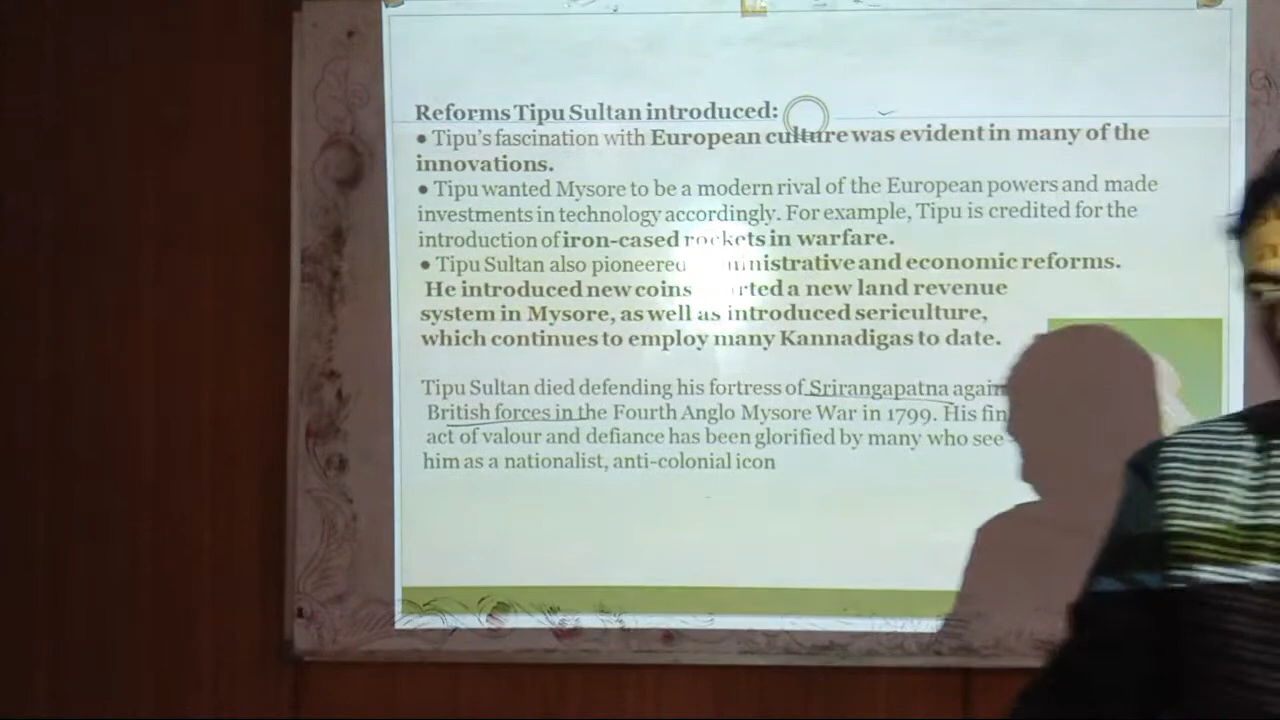 Reforms Tipu Sultan introduced:
• Tipu's fascination with European culture was evident in many of the
innovations.
• Tipu wanted Mysore to be a modern rival of the European powers and made
investments in technology accordingly. For example, Tipu is credited for the
introduction of iron-cased rockets in warfare.
• Tipu Sultan also pioneered administrative and economic reforms.
He introduced new coins a new land revenue
system in Mysore, as well as introduced sericulture,
which continues to employ many Kannadigas to date.
Tipu Sultan died defending his fortress of Srirangapatna
British forces in the Fourth Anglo Mysore War in 1799. His
act of valour and defiance has been glorified by many who see
him as a nationalist, anti-colonial icon